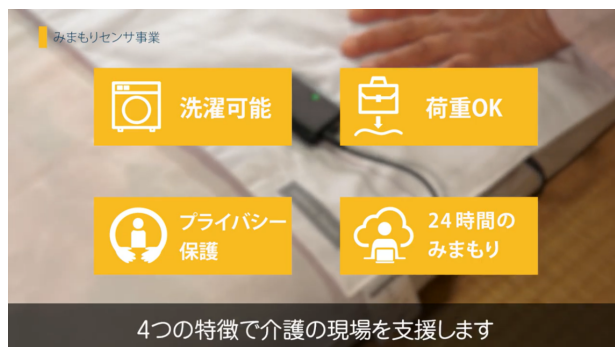 みまもりセンサ事業
洗濯可能
荷重OK
プライバシー
保護
24時間の
みまもり
4つの特徴で介護の現場を支援します